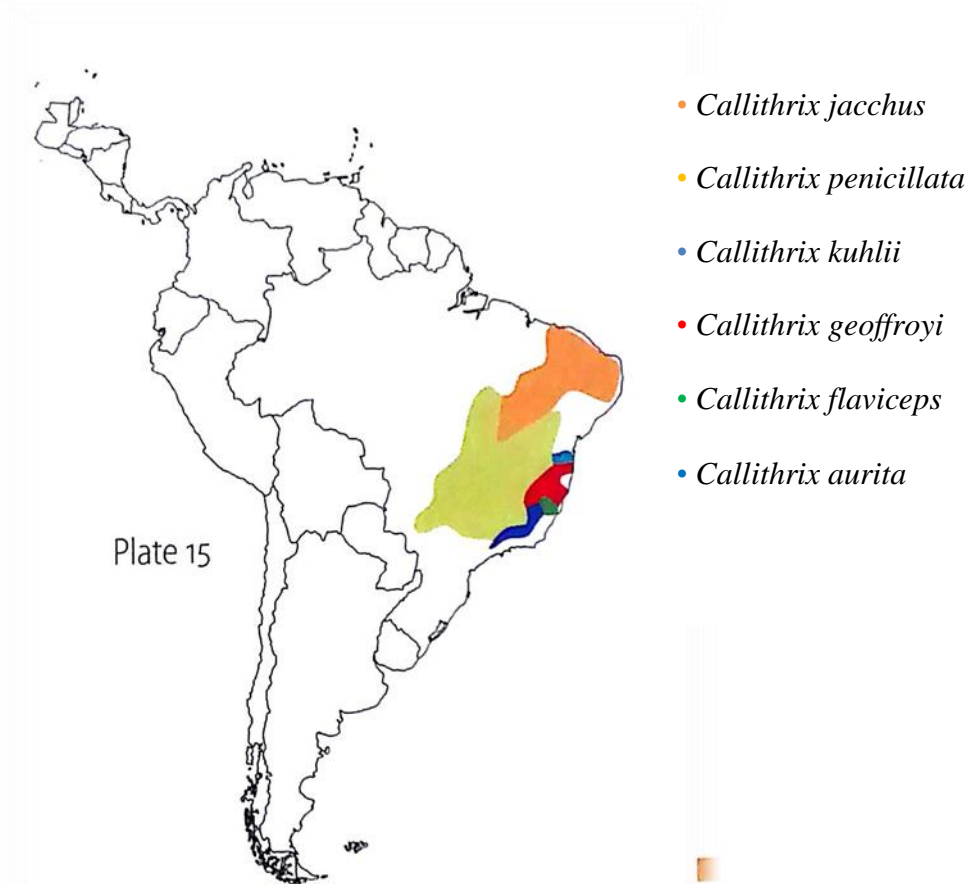 • Callithrix jacchus
• Callithrix penicillata
• Callithrix kuhlii
• Callithrix geoffroyi
• Callithrix flaviceps
• Callithrix aurita
Plate 15